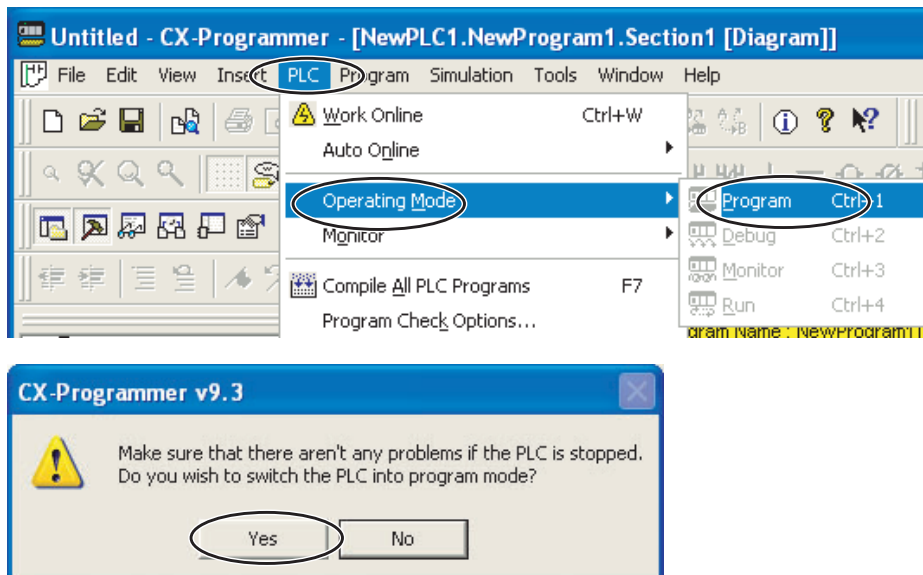 Untitled - CX-Programmer - [NewPLC1.NewProgram1.Section1 [Diagram]]
File Edit View Insert PLC Program Simulation Tools Window Help
Work Online Ctrl+W
Auto Online
Operating Mode
Program Ctrl+1
Monitor
Debug Ctrl+2
Compile All PLC Programs F7
Monitor Ctrl+3
Program Check Options...
Run Ctrl+4
gram Name : NewProgram1
CX-Programmer v9.3
Make sure that there aren't any problems if the PLC is stopped.
Do you wish to switch the PLC into program mode?
Yes No